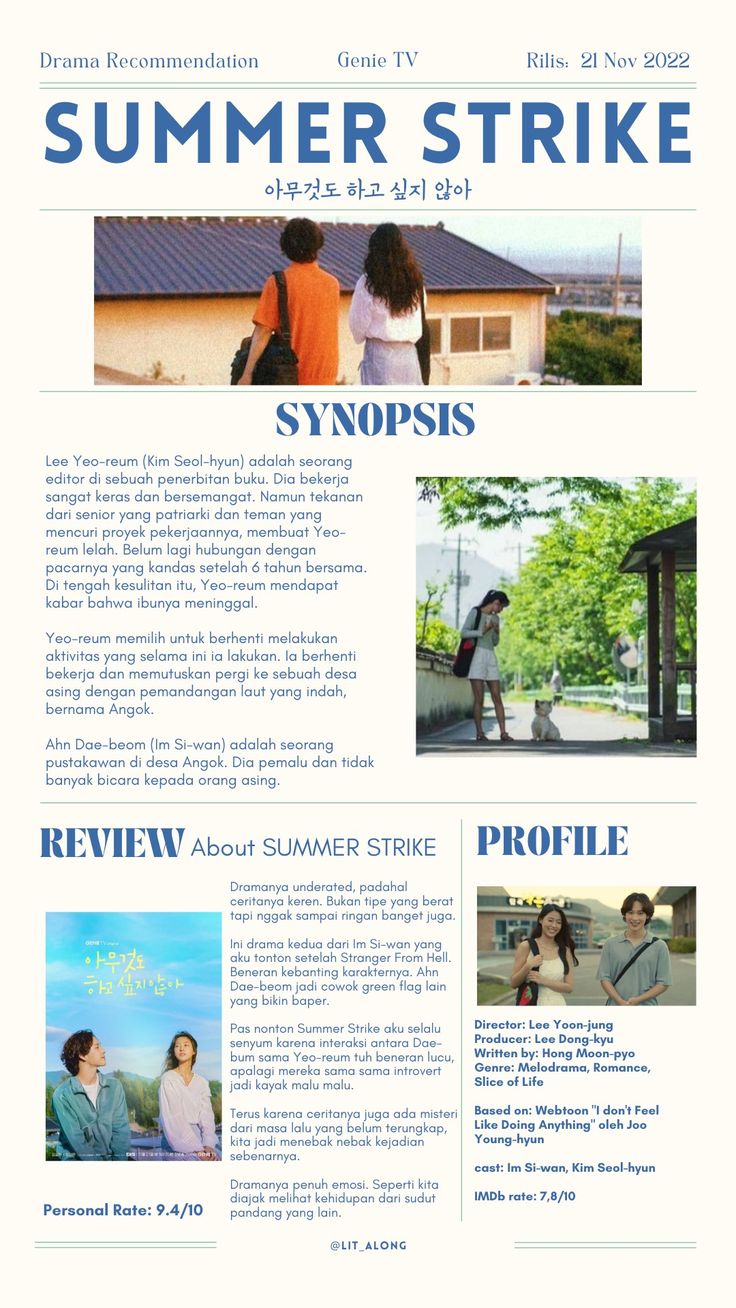 Drama Recommendation
Genie TV
Rilis: 21 Nov 2022
SUMMER STRIKE
아무것도 하고 싶지 않아
SYNOPSIS
Lee Yeo-reum (Kim Seol-hyun) adalah seorang
editor di sebuah penerbitan buku. Dia bekerja
sangat keras dan bersemangat. Namun tekanan
dari senior yang patriarki dan teman yang
mencuri proyek pekerjaannya, membuat Yeo-
reum lelah. Belum lagi hubungan dengan
pacarnya yang kandas setelah 6 tahun bersama.
Di tengah kesulitan itu, Yeo-reum mendapat
kabar bahwa ibunya meninggal.
Yeo-reum memilih untuk berhenti melakukan
aktivitas yang selama ini ia lakukan. Ia berhenti
bekerja dan memutuskan pergi ke sebuah desa
asing dengan pemandangan laut yang indah,
bernama Angok.
Ahn Dae-beom (Im Si-wan) adalah seorang
pustakawan di desa Angok. Dia pemalu dan tidak
banyak bicara kepada orang asing.
REVIEW About SUMMER STRIKE
GENIE TV
아무것도
하고 싶지 않아
Personal Rate: 9.4/10
Dramanya underated, padahal
ceritanya keren. Bukan tipe yang berat
tapi nggak sampai ringan banget juga.
Ini drama kedua dari Im Si-wan yang
aku tonton setelah Stranger From Hell.
Beneran kebanting karakternya. Ahn
Dae-beom jadi cowok green flag lain
yang bikin baper.
Pas nonton Summer Strike aku selalu
senyum karena interaksi antara Dae-
bum sama Yeo-reum tuh beneran lucu,
apalagi mereka sama sama introvert
jadi kayak malu malu.
Terus karena ceritanya juga ada misteri
dari masa lalu yang belum terungkap,
kita jadi menebak nebak kejadian
sebenarnya.
Dramanya penuh emosi. Seperti kita
diajak melihat kehidupan dari sudut
pandang yang lain.
PROFILE
Director: Lee Yoon-jung
Producer: Lee Dong-kyu
Written by: Hong Moon-pyo
Genre: Melodrama, Romance,
Slice of Life
Based on: Webtoon "I don't Feel
Like Doing Anything" oleh Joo
Young-hyun
cast: Im Si-wan, Kim Seol-hyun
IMDb rate: 7,8/10
@LIT_ALONG